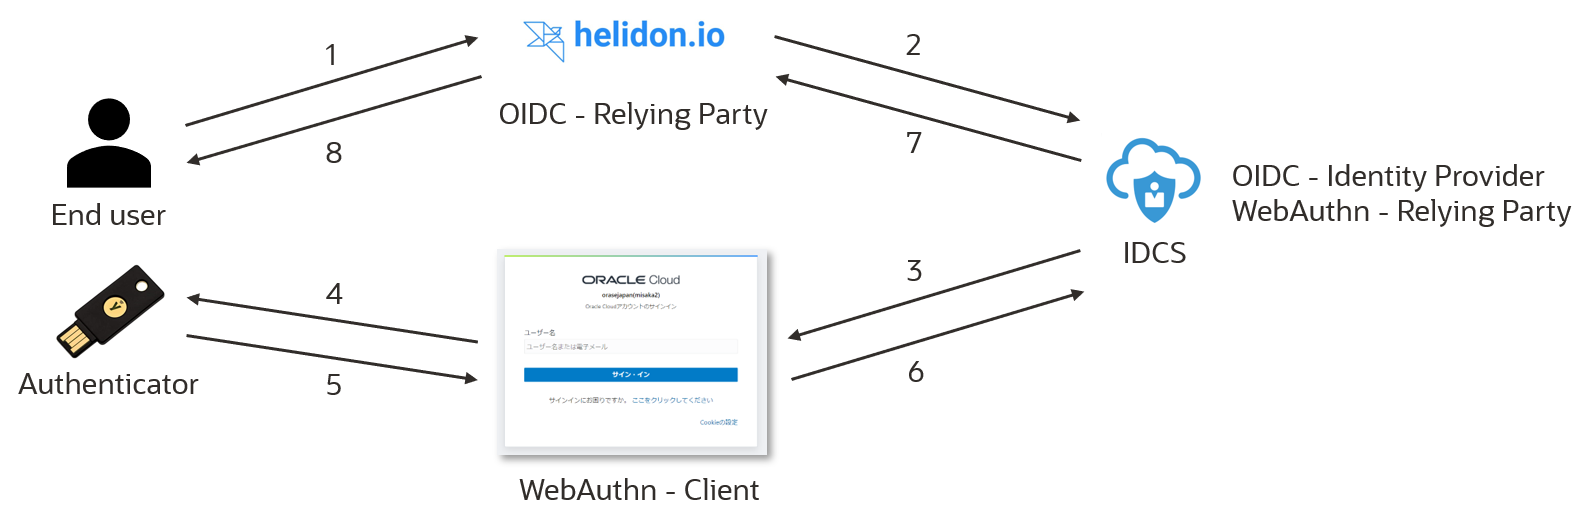 1
2
helidon.io
OIDC - Relying Party
8
7
End user
OIDC - Identity Provider
WebAuthn - Relying Party
IDCS
3
4
ORACLE Cloud
orasejapan(misaka2)
Oracle Cloudアカウントのサインイン
ユーザー名
ユーザー名または電子メール
サイン・イン
サインインにお困りですか。 ここをクリックしてください
Cookieの設定
y
Authenticator
5
6
WebAuthn - Client